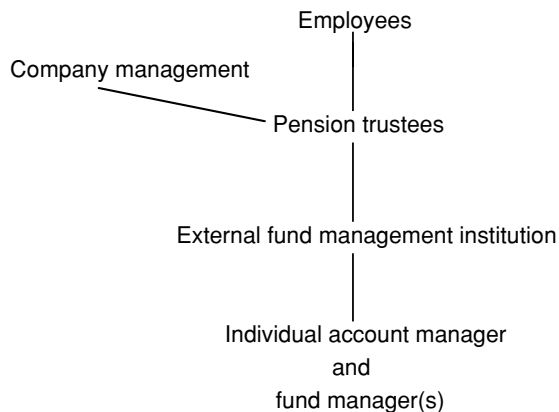 Employees
Company management
Pension trustees
External fund management institution
Individual account manager
and
fund manager(s)